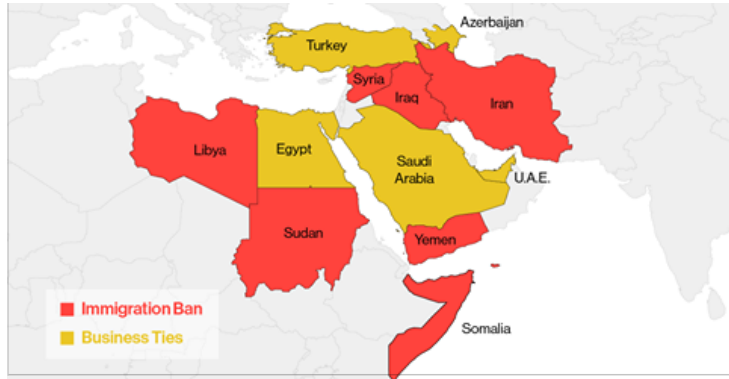 Azerbaijan
Turkey
Syria
Iraq
Iran
Libya
Egypt
Saudi
Arabia
U.A.E.
Sudan
Yemen
Somalia
Immigration Ban
Business Ties